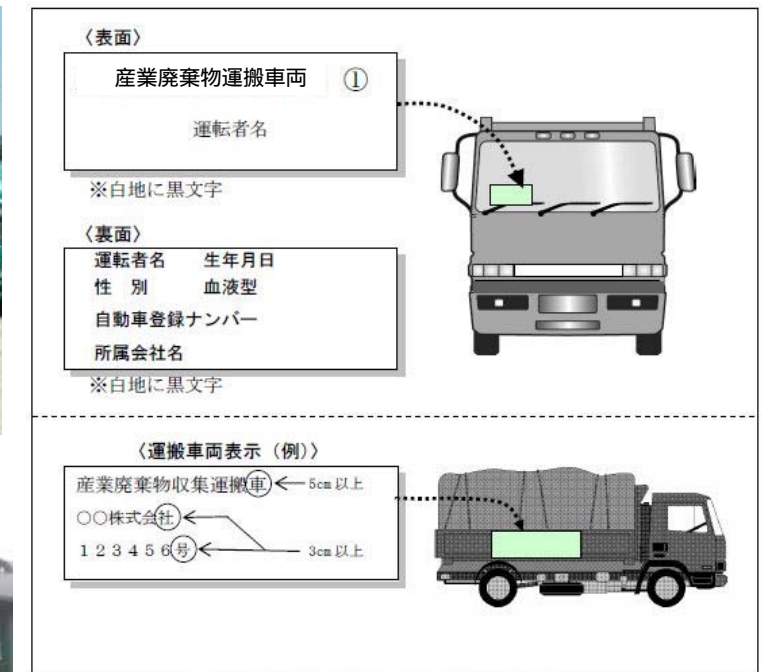 〈表面〉
産業廃棄物運搬車両 ①
運転者名
※白地に黒文字
〈裏面〉
運転者名 生年月日
性 別 血液型
自動車登録ナンバー
所属会社名
※白地に黒文字
〈運搬車両表示（例）〉
産業廃棄物収集運搬車 5cm以上
○○株式会社
123456号 3cm以上